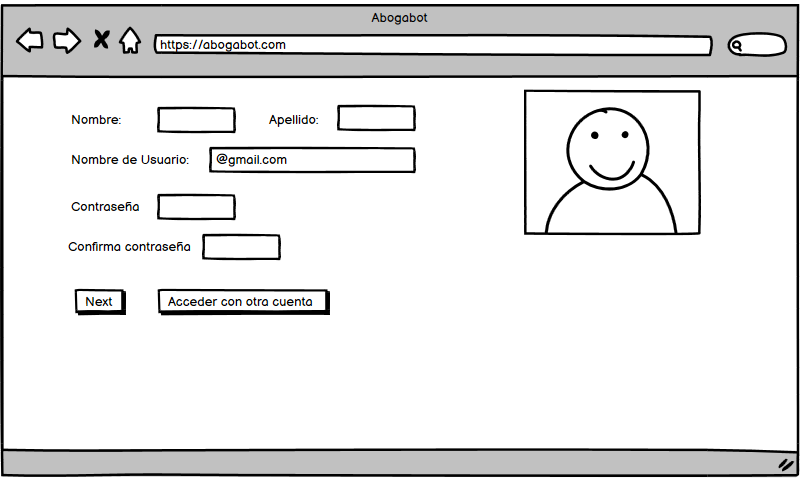 Abogabot
https://abogabot.com
Nombre: Apellido:
Nombre de Usuario: @gmail.com
Contraseña
Confirma contraseña
Next Acceder con otra cuenta